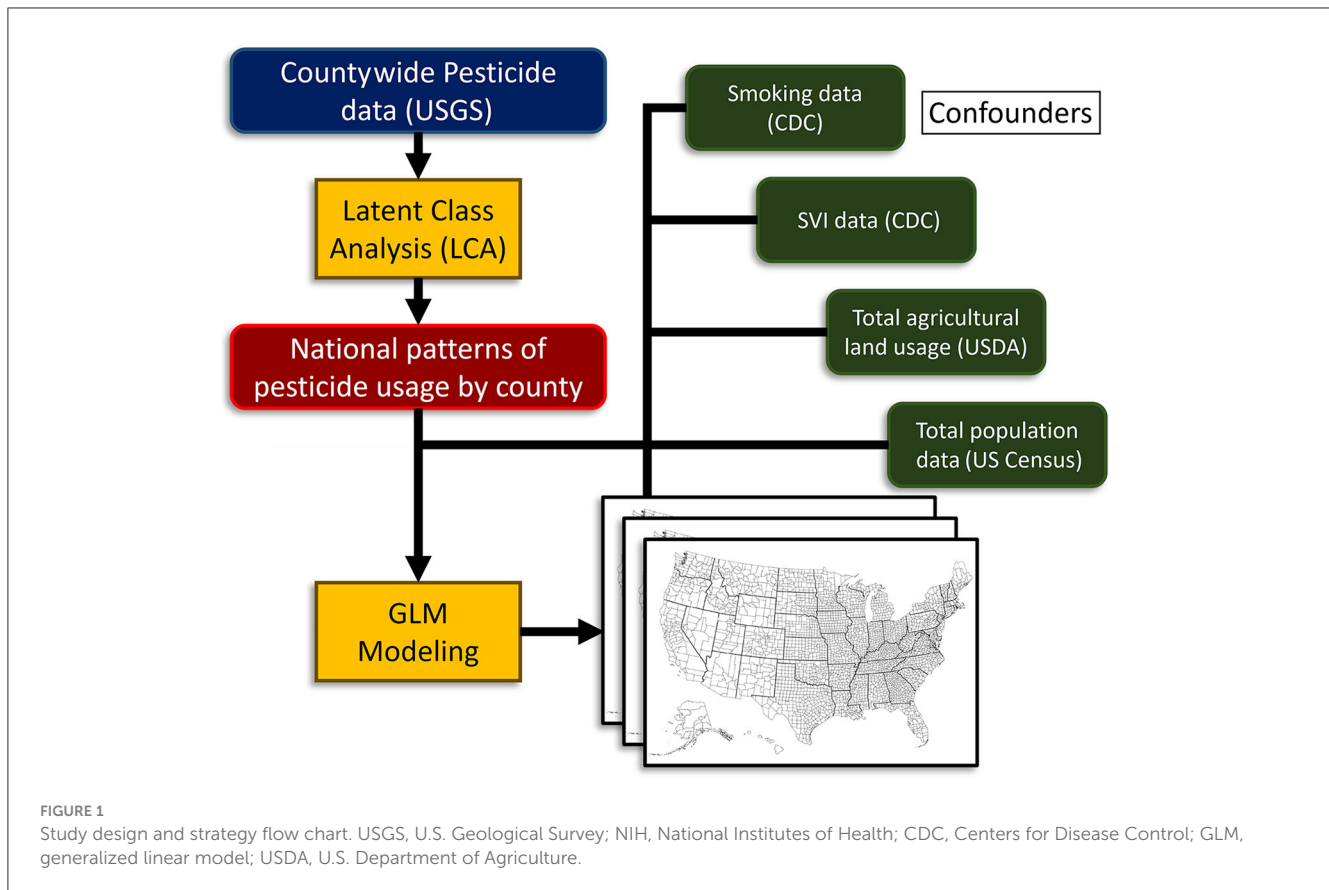 Countywide Pesticide
data (USGS)
Latent Class
Analysis (LCA)
National patterns of
pesticide usage by county
GLM
Modeling
Smoking data
(CDC)
Confounders
SVI data (CDC)
Total agricultural
land usage (USDA)
Total population
data (US Census)
FIGURE 1
Study design and strategy flow chart. USGS, U.S. Geological Survey; NIH, National Institutes of Health; CDC, Centers for Disease Control; GLM,
generalized linear model; USDA, U.S. Department of Agriculture.